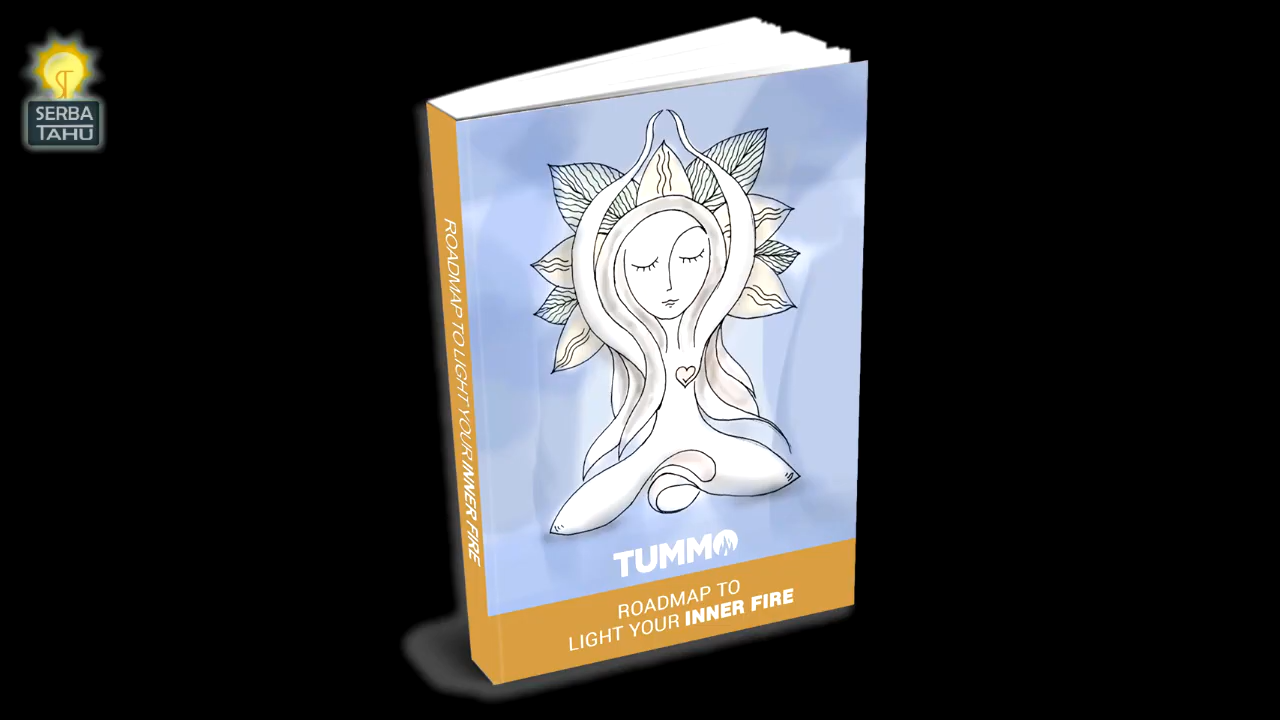 SERBA
TAHU
ROADMAP TO LIGHT YOUR INNER FIRE
TUMMO
ROADMAP TO
LIGHT YOUR INNER FIRE